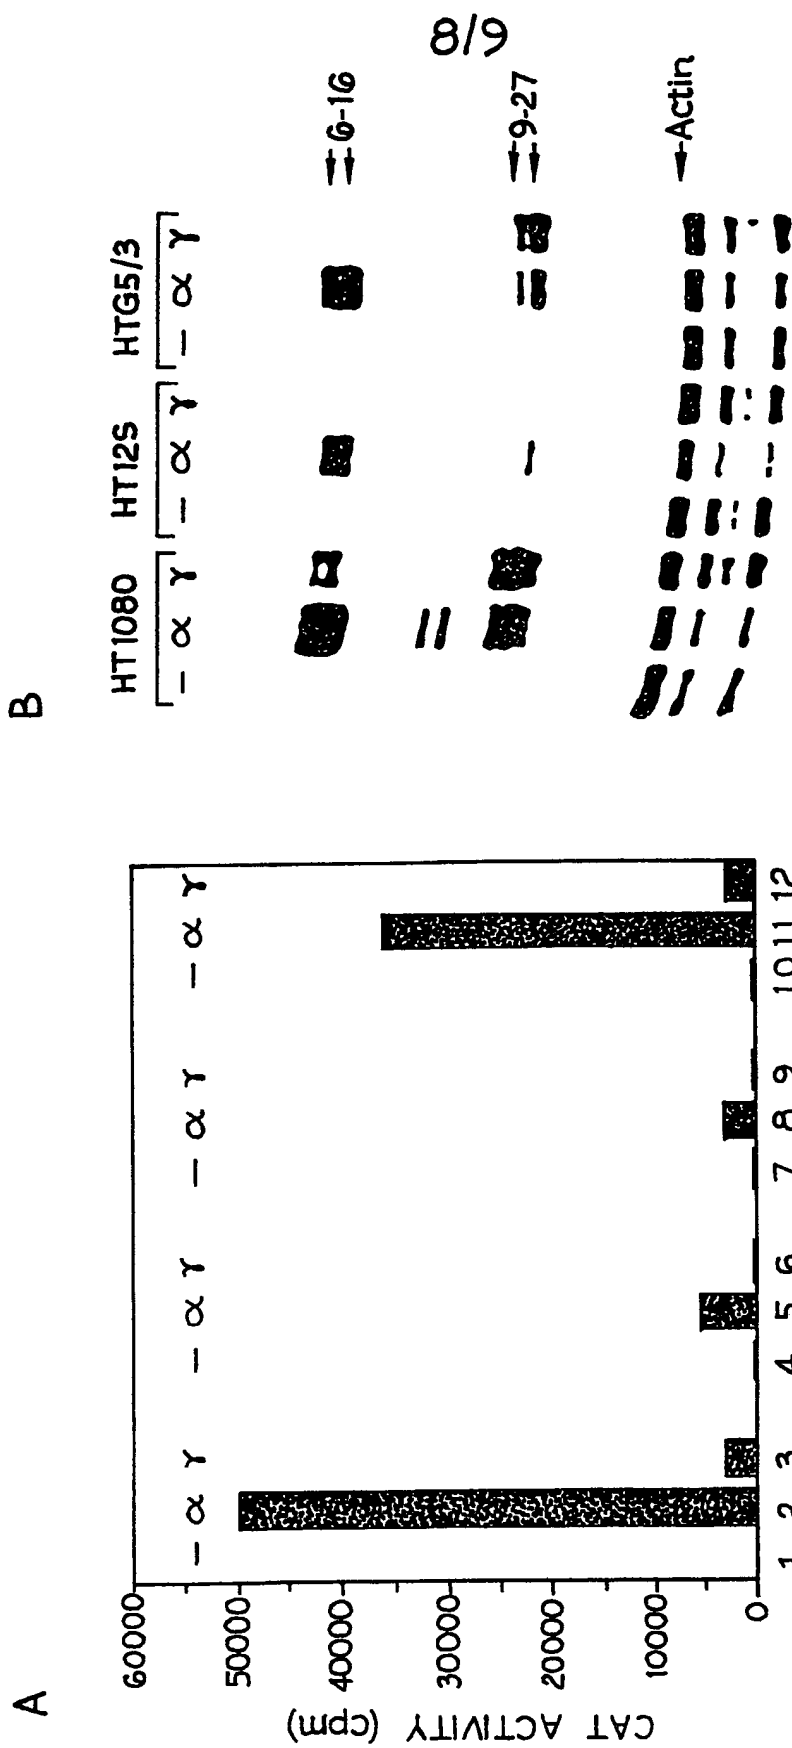 8/9
A
CAT ACTIVITY (cpm)
60000
50000
40000
30000
20000
10000
0
— α γ — α γ — α γ — α γ
1 2 3 4 5 6 7 8 9 10 11 12
B
HT1080 HT12S HTG5/3
— α γ — α γ — α γ
6-16
9-27
Actin